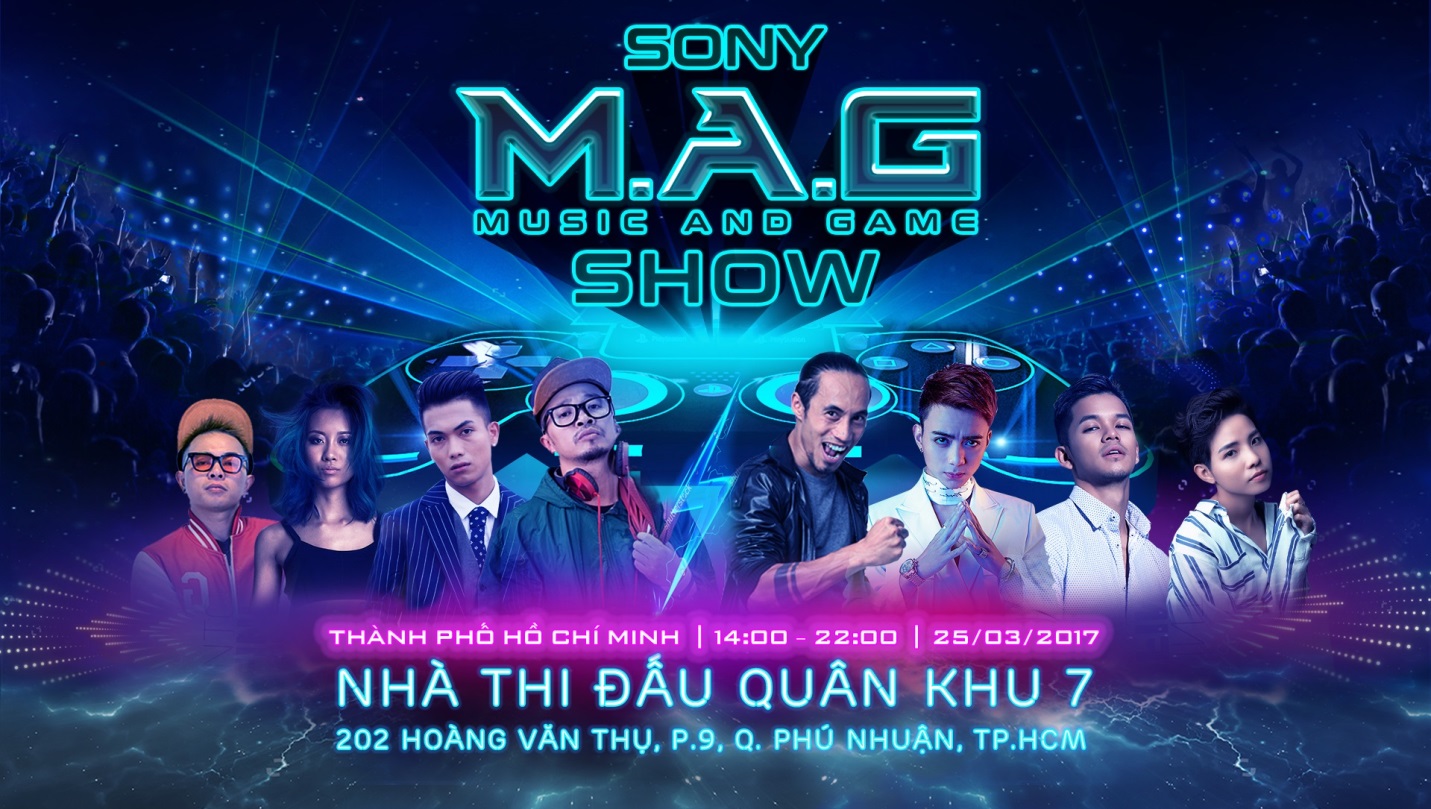 SONY
M.A.G
MUSIC AND GAME
SHOW
THÀNH PHỐ HỒ CHÍ MINH | 14:00 - 22:00 | 25/03/2017
NHÀ THI ĐẤU QUÂN KHU 7
202 HOÀNG VĂN THỤ, P.9, Q. PHÚ NHUẬN, TP.HCM